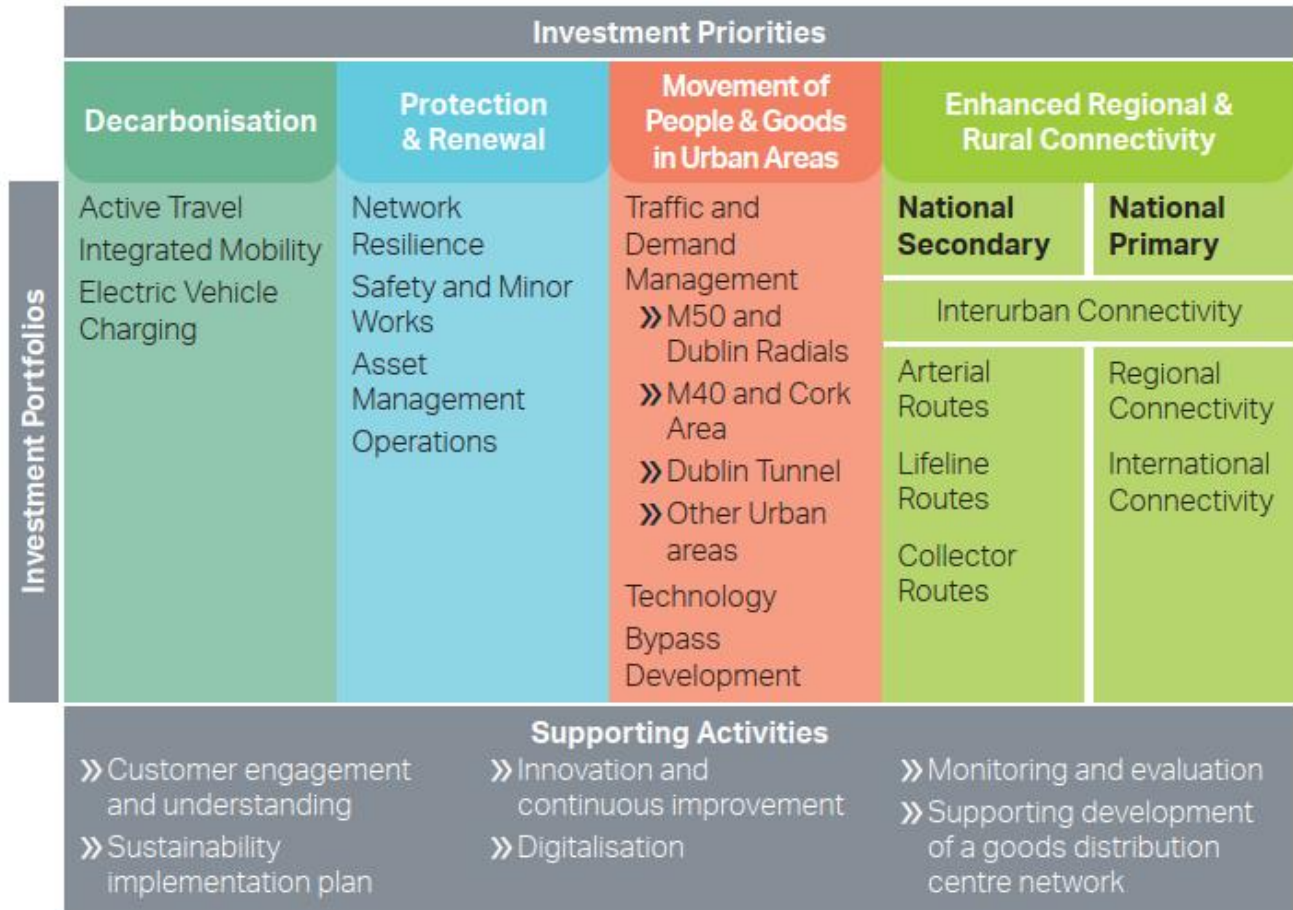 Investment Priorities
Decarbonisation
Protection
& Renewal
Movement of
People & Goods
in Urban Areas
Enhanced Regional &
Rural Connectivity
Investment Portfolios
Active Travel
Integrated Mobility
Electric Vehicle
Charging
Network
Resilience
Safety and Minor
Works
Asset
Management
Operations
Traffic and
Demand
Management
» M50 and
Dublin Radials
» M40 and Cork
Area
» Dublin Tunnel
» Other Urban
areas
Technology
Bypass
Development
National
Secondary
National
Primary
Interurban Connectivity
Arterial
Routes
Lifeline
Routes
Collector
Routes
Regional
Connectivity
International
Connectivity
Supporting Activities
» Customer engagement
and understanding
» Sustainability
implementation plan
» Innovation and
continuous improvement
» Digitalisation
» Monitoring and evaluation
» Supporting development
of a goods distribution
centre network